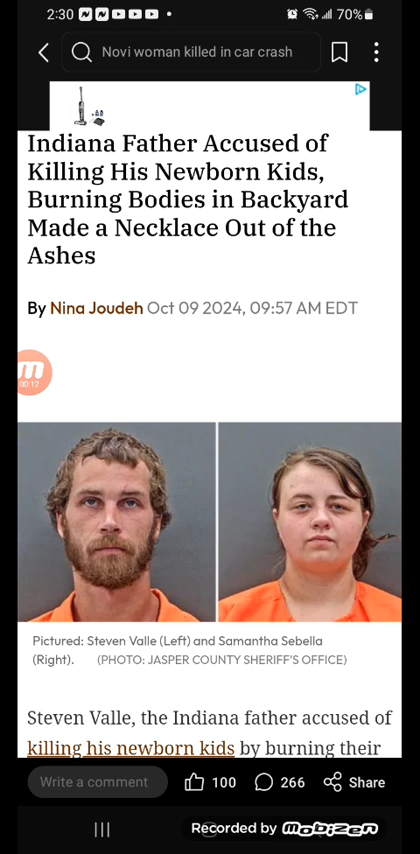 2:30
70%
Novi woman killed in car crash
Indiana Father Accused of
Killing His Newborn Kids,
Burning Bodies in Backyard
Made a Necklace Out of the
Ashes
By Nina Joudeh Oct 09 2024, 09:57 AM EDT
m
00:12
Pictured: Steven Valle (Left) and Samantha Sebella
(Right). (PHOTO: JASPER COUNTY SHERIFF'S OFFICE)
Steven Valle, the Indiana father accused of
killing his newborn kids by burning their
Write a comment 100 266 Share
Recorded by mobizen